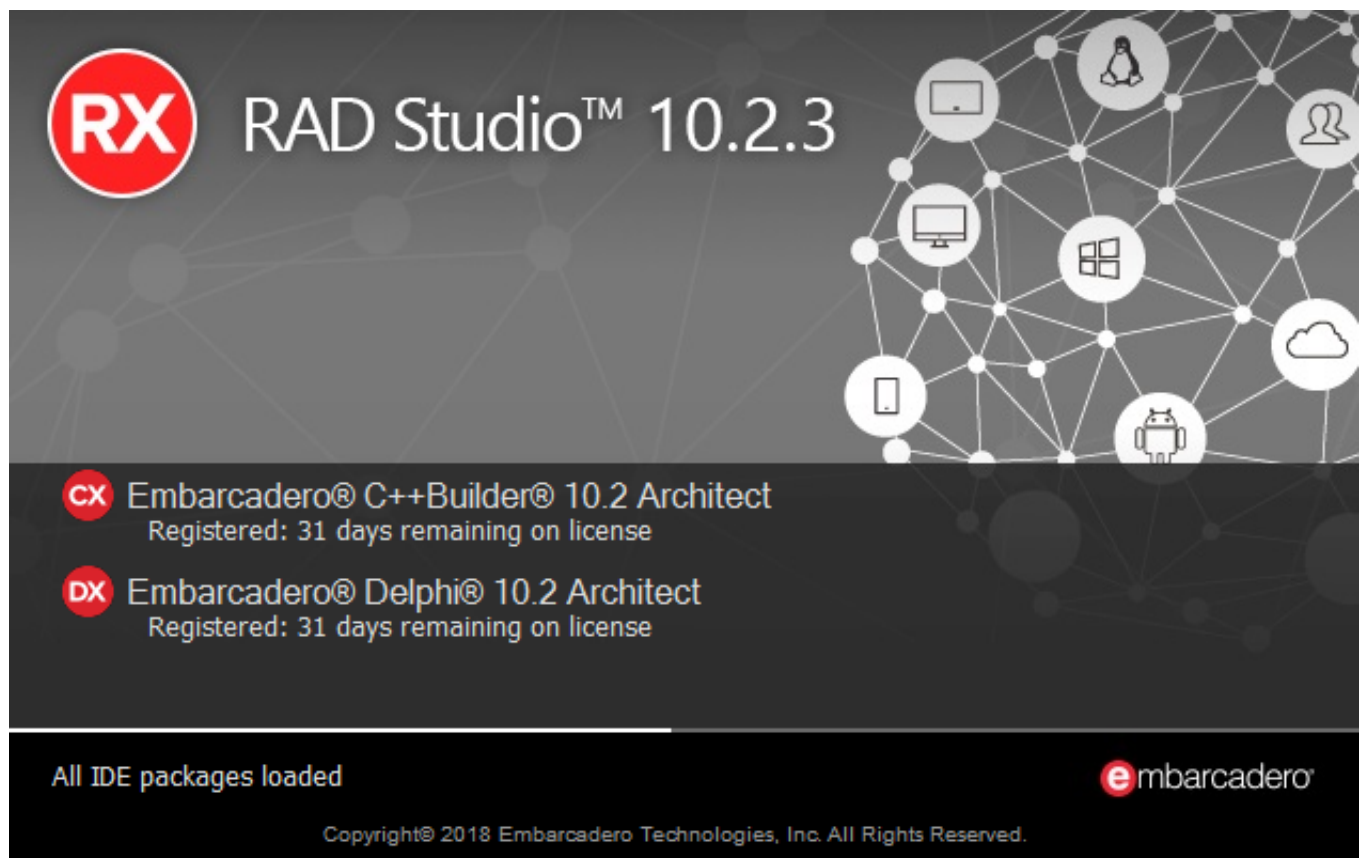 RX
RAD Studio™ 10.2.3
CX Embarcadero® C++Builder® 10.2 Architect
Registered: 31 days remaining on license
DX Embarcadero® Delphi® 10.2 Architect
Registered: 31 days remaining on license
All IDE packages loaded
embarcadero®
Copyright© 2018 Embarcadero Technologies, Inc. All Rights Reserved.